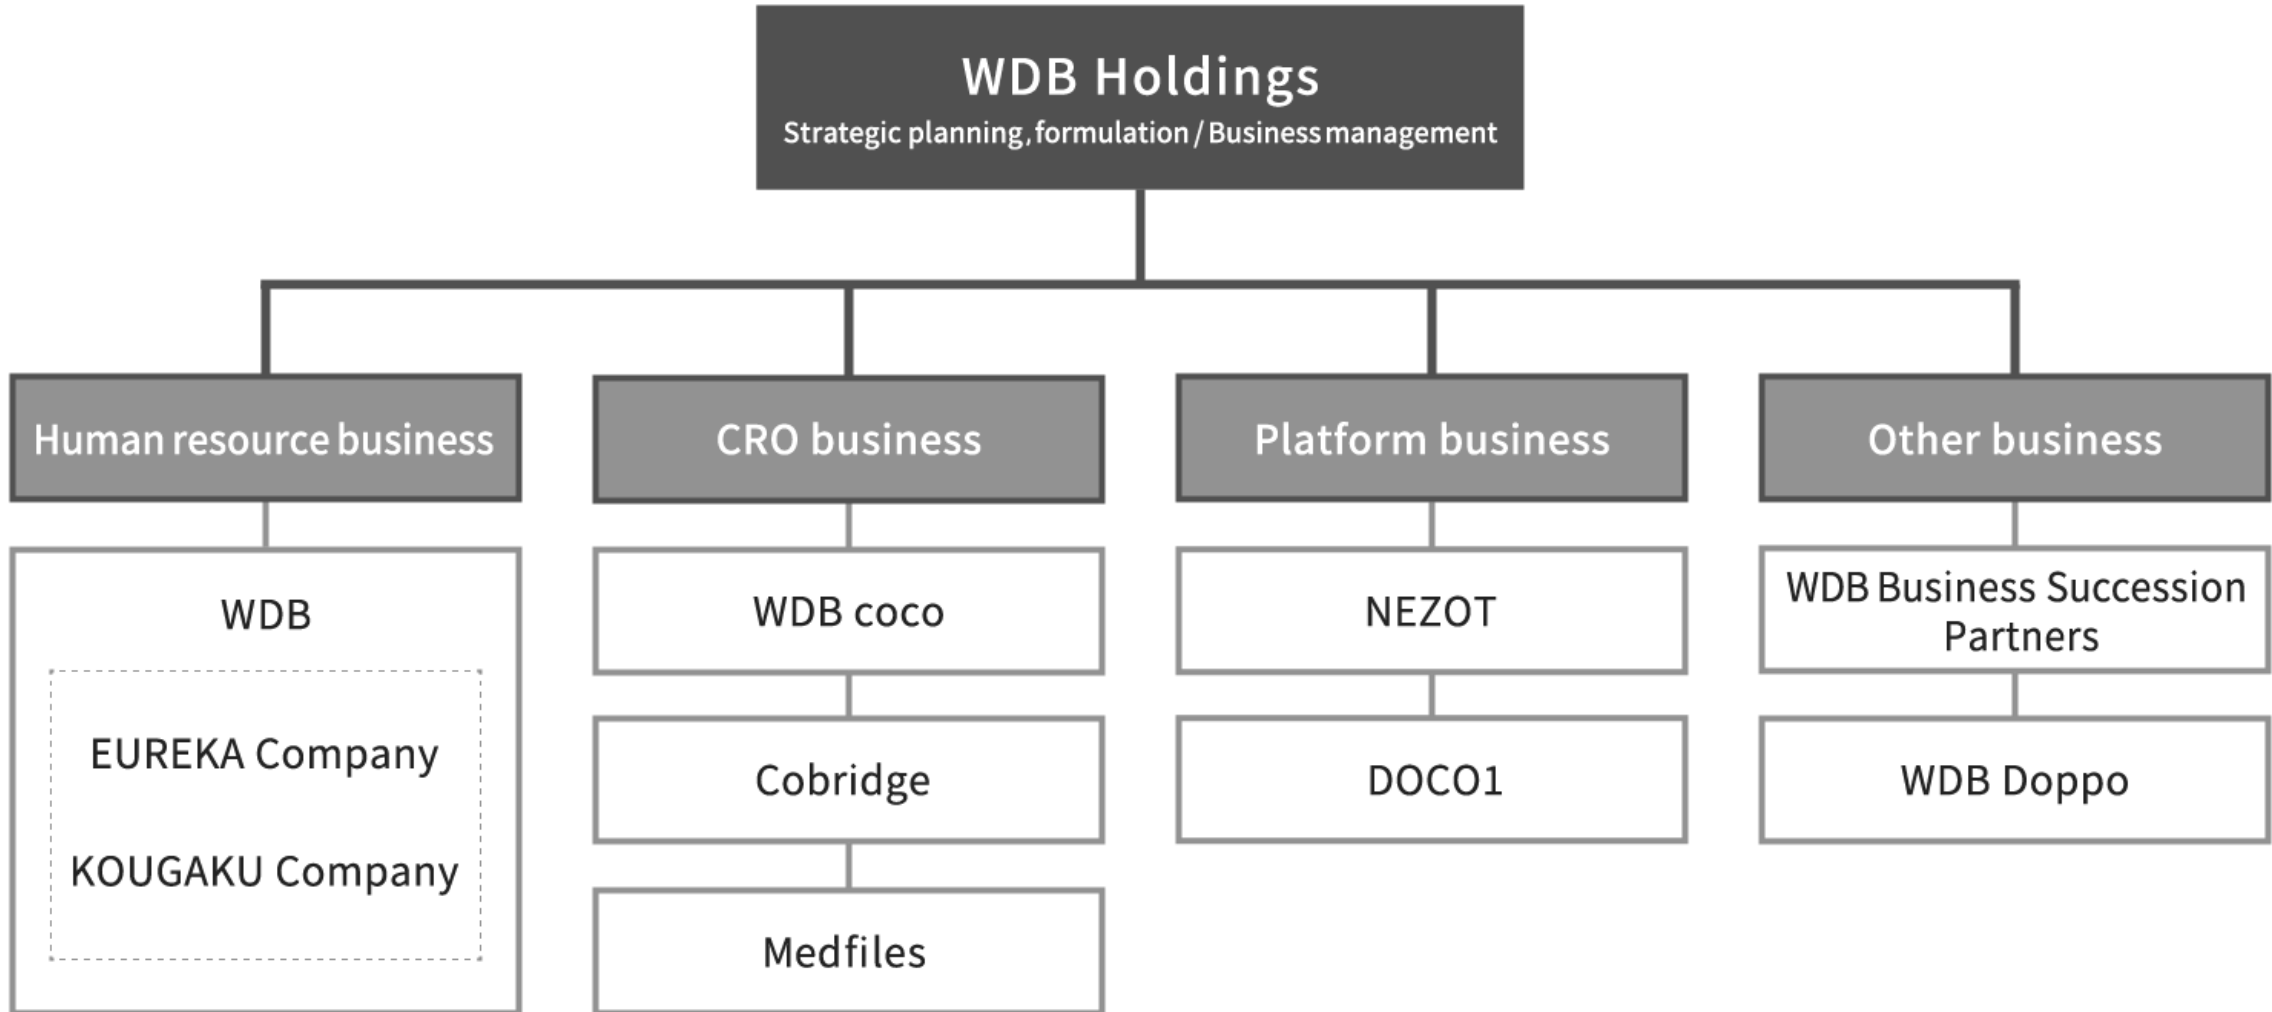 WDB Holdings
Strategic planning, formulation / Business management
Human resource business
CRO business
Platform business
Other business
WDB
EUREKA Company
KOUGAKU Company
WDB coco
Cobridge
Medfiles
NEZOT
DOCO1
WDB Business Succession
Partners
WDB Doppo